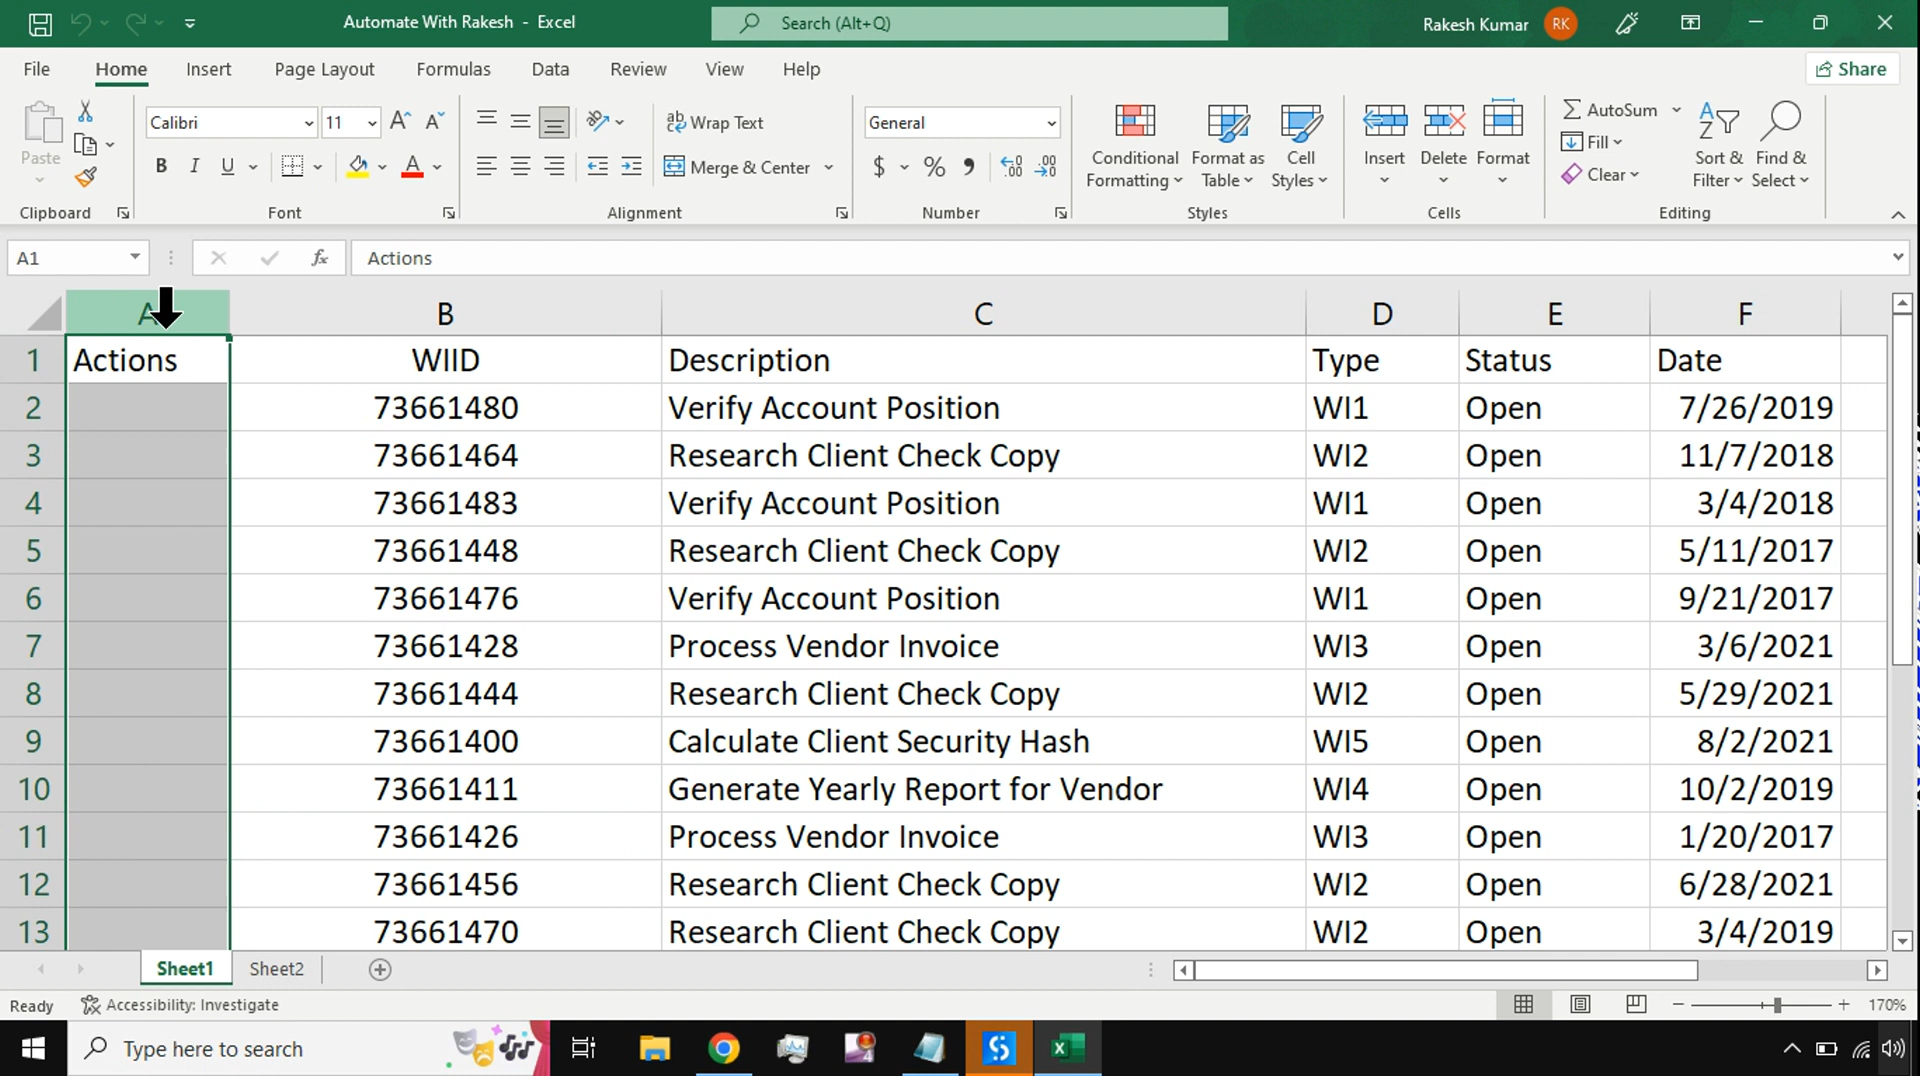 Automate With Rakesh - Excel
Search (Alt+Q)
Rakesh Kumar RK
File Home Insert Page Layout Formulas Data Review View Help Share
Calibri 11 Wrap Text General AutoSum
Paste B I U Merge & Center $ % Conditional Formatting Format as Table Cell Styles Insert Delete Format Fill Clear Sort & Filter Find & Select
Clipboard Font Alignment Number Styles Cells Editing
A1 fx Actions
A B C D E F
1 Actions WIID Description Type Status Date
2 73661480 Verify Account Position WI1 Open 7/26/2019
3 73661464 Research Client Check Copy WI2 Open 11/7/2018
4 73661483 Verify Account Position WI1 Open 3/4/2018
5 73661448 Research Client Check Copy WI2 Open 5/11/2017
6 73661476 Verify Account Position WI1 Open 9/21/2017
7 73661428 Process Vendor Invoice WI3 Open 3/6/2021
8 73661444 Research Client Check Copy WI2 Open 5/29/2021
9 73661400 Calculate Client Security Hash WI5 Open 8/2/2021
10 73661411 Generate Yearly Report for Vendor WI4 Open 10/2/2019
11 73661426 Process Vendor Invoice WI3 Open 1/20/2017
12 73661456 Research Client Check Copy WI2 Open 6/28/2021
13 73661470 Research Client Check Copy WI2 Open 3/4/2019
Sheet1 Sheet2
Ready Accessibility: Investigate 170%
Type here to search